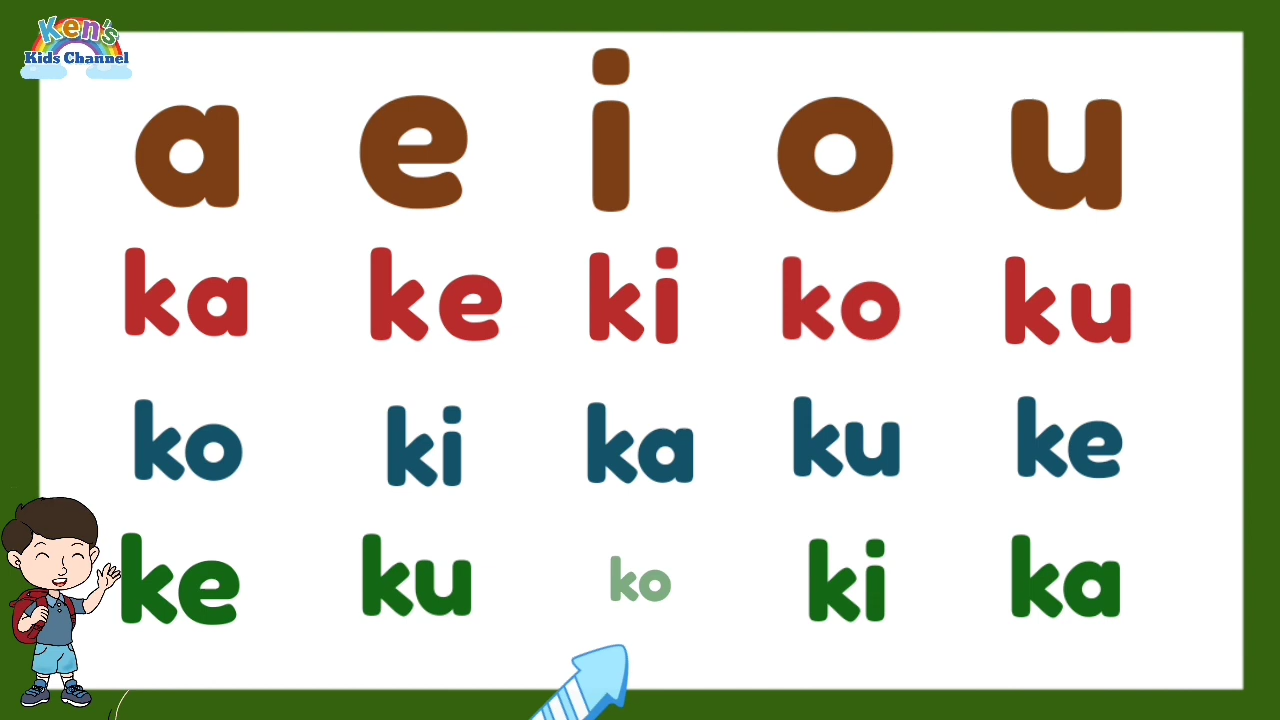 Ken's
Kids Channel
a e i o u
ka ke ki ko ku
ko ki ka ku ke
ke ku ko ki ka